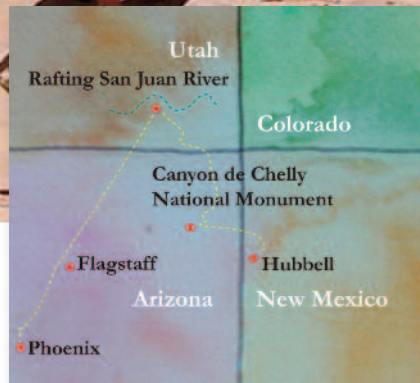 Utah
Rafting San Juan River
Colorado
Canyon de Chelly
National Monument
Flagstaff
Hubbell
Arizona
New Mexico
Phoenix